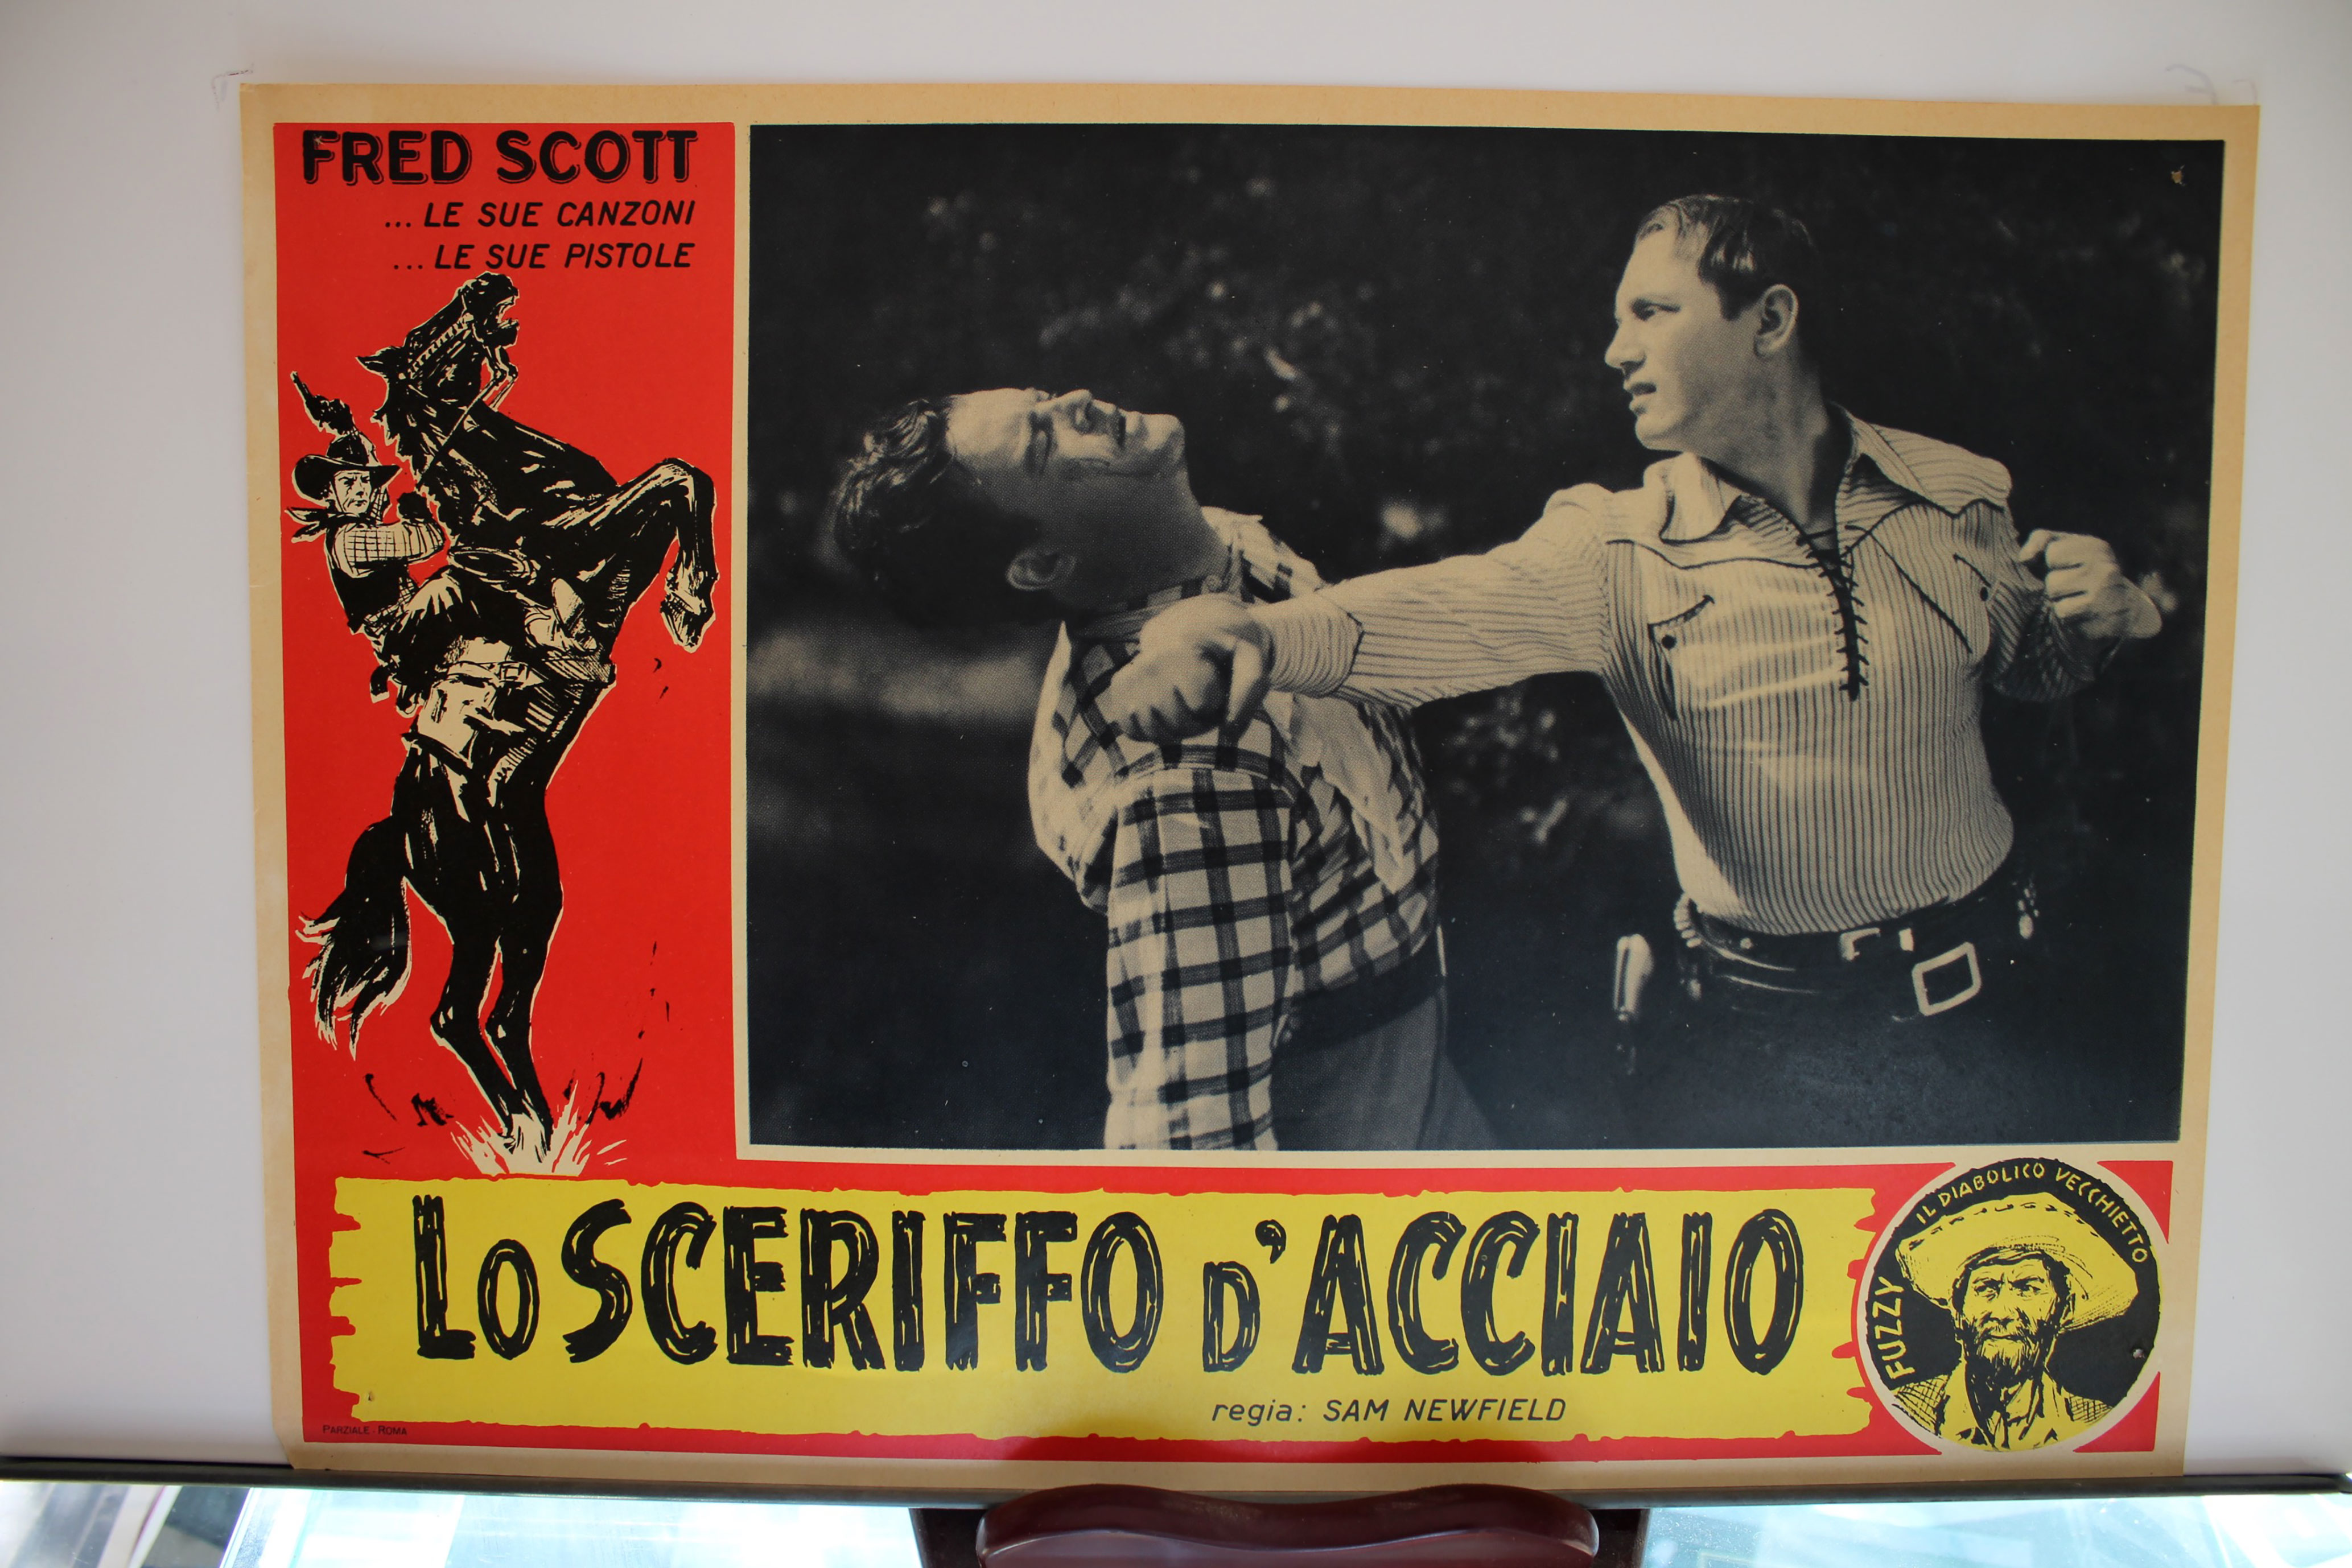 FRED SCOTT
... LE SUE CANZONI
... LE SUE PISTOLE
LO SCERIFFO D'ACCIAIO
regia: SAM NEWFIELD
FUZZY IL DIABOLICO VECCHIETTO
PARZIALE - ROMA